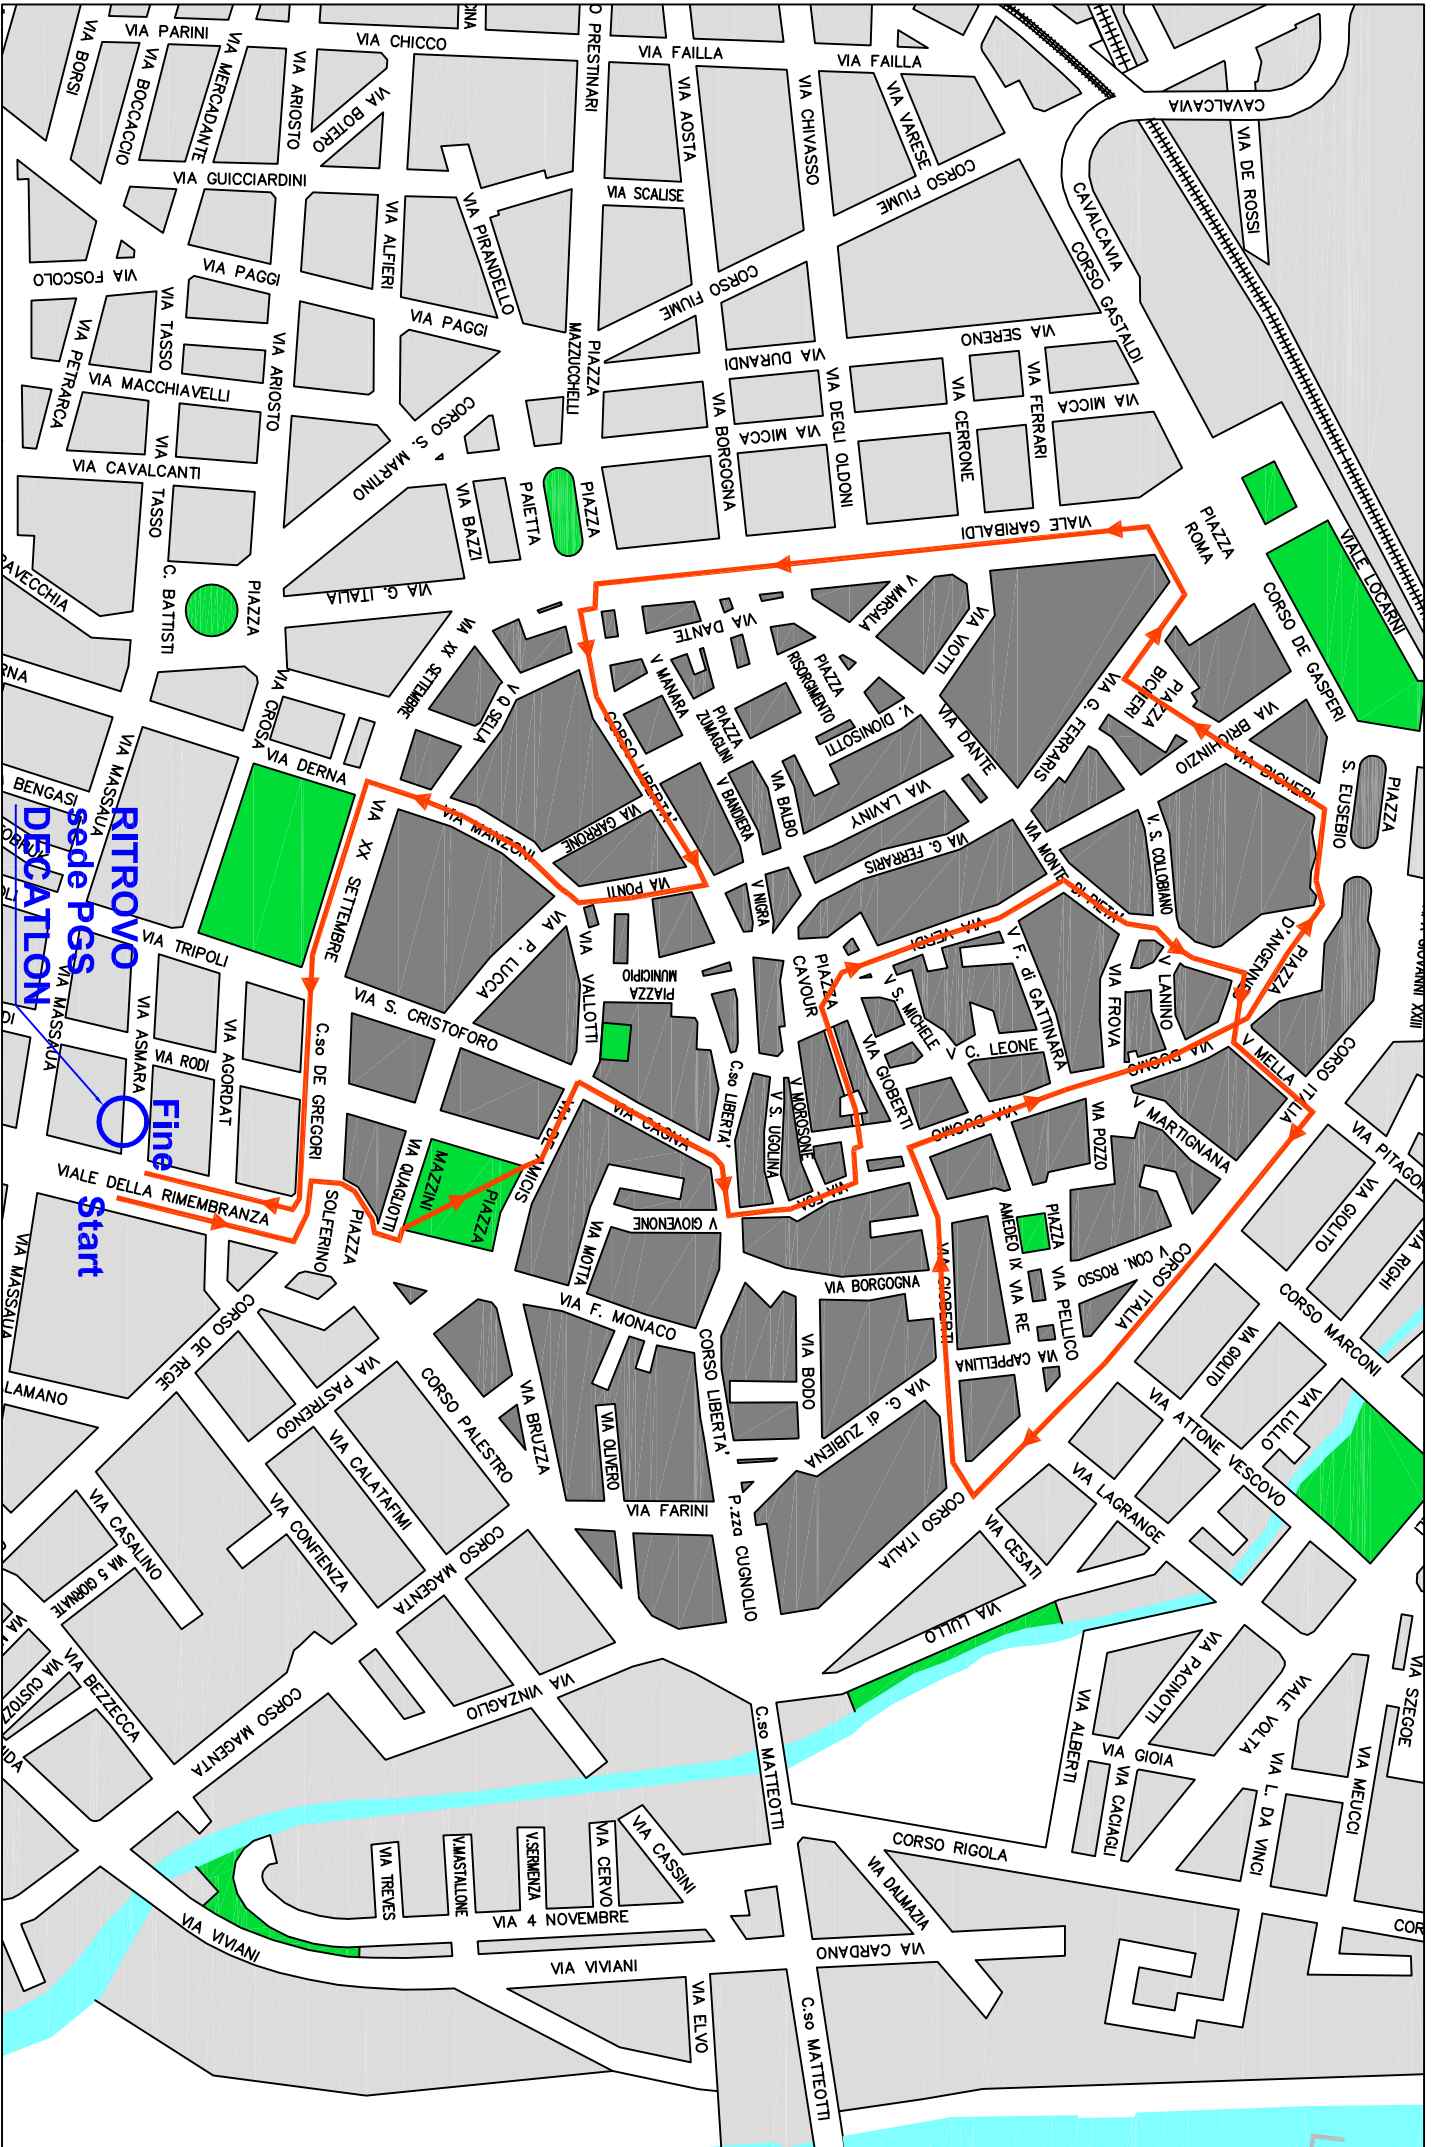 VIA BORSI
VIA PARINI
VIA BOCCACCIO
VIA MERCADANTE
VIA ARIOSTO
VIA BOTERO
VIA CHICCO
VIA GUICCIARDINI
VIA ALFIERI
VIA PIRANDELLO
VIA FOSCOLO
VIA PAGGI
VIA PAGGI
VIA TASSO
VIA PETRARCA
VIA ARIOSTO
VIA MACCHIAVELLI
VIA CAVALCANTI
VIA TASSO
CORSO S. MARTINO
O PRESTINARI
VIA FAILLA
VIA FAILLA
VIA AOSTA
VIA CHIVASSO
VIA VARESE
VIA SCALISE
CORSO FIUME
CORSO FIUME
PIAZZA
MAZZUCCHELLI
CAVALCAVIA
VIA DE ROSSI
CAVALCAVIA
CORSO GASTALDI
VIA SERENO
VIA DURANDI
VIA DEGLI OLDONI
VIA CERRONE
VIA FERRARI
VIA MICCA
VIA MICCA
VIA BORGOGNA
VIA BAZZI
PIAZZA
PAIETTA
VIALE GARIBALDI
PIAZZA
ROMA
VIALE LOCARNI
CORSO DE GASPERI
PIAZZA
C. BATTISTI
VIA G. ITALIA
VIA XX SETTEMBRE
V Q SELLA
VIA DANTE
V MANARA
PIAZZA
ZUMAGLINI
PIAZZA
RISORGIMENTO
V MARSALA
VIA VIOTTI
V. DIONISOTTI
VIA DANTE
VIA G. FERRARIS
PIAZZA
BICHIERI
VIA BRIGHINZIO
VIA BICHERI
PIAZZA
S. EUSEBIO
CORSO LIBERTA'
V BANDIERA
VIA BALBO
VIA LAVINY
VIA G. FERRARIS
VIA MONTE DI PIETA'
V. S. COLLOBIANO
VIA CROSA
VIA DERNA
VIA MASSAUA
BENGASI
VIA MANZONI
VIA GARRONE
VIA PONTI
V NIGRA
VIA XX SETTEMBRE
VIA P. LUCCA
VIA VALLOTTI
PIAZZA
MUNICIPIO
PIAZZA
CAVOUR
VIA VERDI
V F. di GATTINARA
VIA FROVA
V LANINO
PIAZZA
D'ANGENNES
V S. MICHELE
V C. LEONE
VIA DUOMO
V MELLA
CORSO ITALIA
VIA TRIPOLI
VIA S. CRISTOFORO
VIA MASSAUA
VIA ASMARA
VIA RODI
VIA AGORDAT
C.so DE GREGORI
RITROVO
sede PGS
DECATLON
Fine
Start
VIALE DELLA RIMEMBRANZA
PIAZZA
SOLFERINO
VIA QUAGLIOTTI
PIAZZA
MAZZINI
VIA DE AMICIS
VIA CAGNA
C.so LIBERTA'
V S. UGOLINA
V MOROSONE
VIA GIOBERTI
VIA DUOMO
VIA POZZO
V MARTIGNANA
VIA PITAGOR
VIA GIOLITO
VIA RIGHI
V GIOVENONE
VIA MOTTA
VIA F. MONACO
VIA BORGOGNA
VIA GIOBERTI
PIAZZA
AMEDEO IX
VIA RE
VIA PELLICO
V CON. ROSSO
VIA CAPPELLINA
CORSO ITALIA
CORSO MARCONI
VIA GIOLITO
VIA LULLO
VIA ATTONE VESCOVO
VIA MASSAUA
LAMANO
CORSO DE REGE
VIA PASTRENGO
CORSO PALESTRO
VIA BRUZZA
VIA OLIVERO
VIA FARINI
CORSO LIBERTA'
P.zza CUGNOLIO
VIA BODO
VIA G. di ZUBIENA
CORSO ITALIA
VIA LAGRANGE
VIA CESATI
VIA LULLO
VIA CALATAFIMI
VIA CONFIENZA
CORSO MAGENTA
VIA CASALINO
VIA 5 GIORNATE
VIA BEZZECCA
CORSO MAGENTA
VIA VINZAGLIO
C.so MATTEOTTI
VIA ALBERTI
VIA PACINOTTI
VIA GIOIA
VIA CACIAGLI
VIALE VOLTA
VIA L. DA VINCI
VIA MEUCCI
VIA SZEGOE
CORSO RIGOLA
VIA DALMAZIA
VIA CARDANO
VIA CASSINI
VIA CERVO
V.SERMENZA
V.MASTALLONE
VIA TREVES
VIA 4 NOVEMBRE
VIA VIVIANI
VIA VIVIANI
VIA ELVO
C.so MATTEOTTI